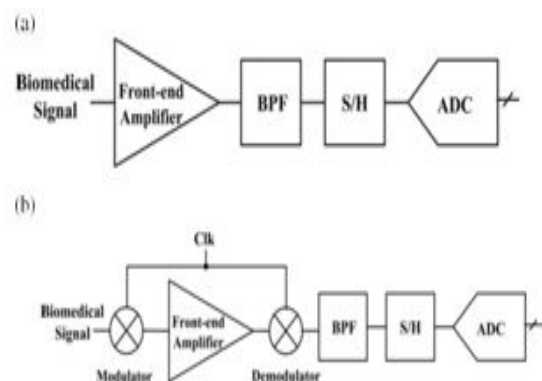 (a)
Biomedical
Signal
Front-end
Amplifier
BPF
S/H
ADC
(b)
Clk
Biomedical
Signal
Front-end
Amplifier
BPF
S/H
ADC
Modulator
Demodulator